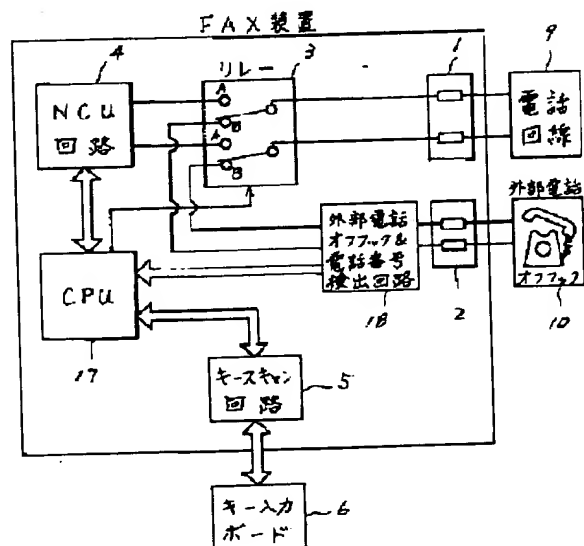 FAX装置
4
リレー
3
1
9
NCU
回路
A
B
A
B
電話
回線
外部電話
外部電話
オフフック&
電話番号
検出回路
オフフック
CPU
18
2
10
17
キースキャン
回路
5
キー入力
ボード
6